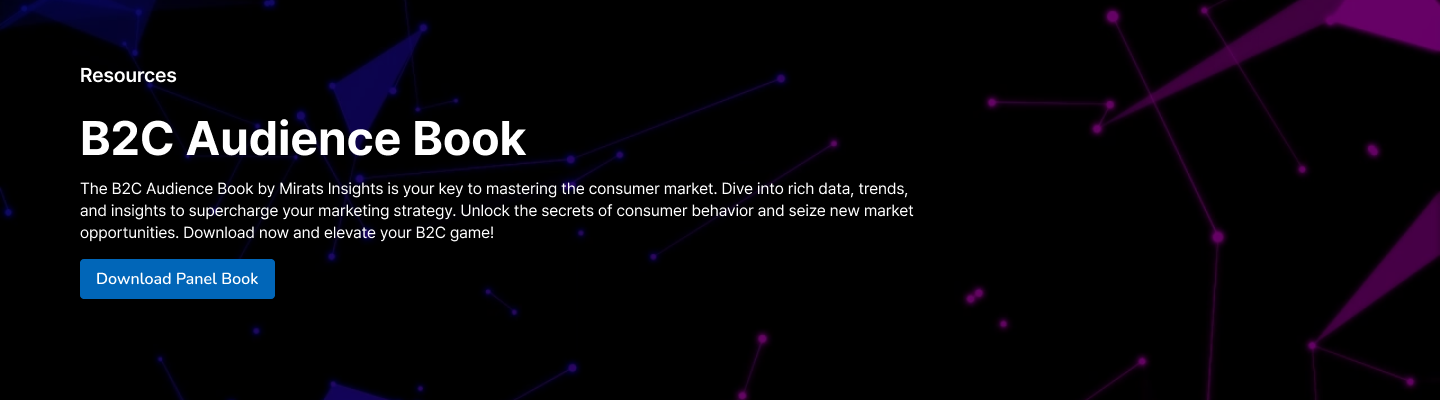 Resources
B2C Audience Book
The B2C Audience Book by Mirats Insights is your key to mastering the consumer market. Dive into rich data, trends,
and insights to supercharge your marketing strategy. Unlock the secrets of consumer behavior and seize new market
opportunities. Download now and elevate your B2C game!
Download Panel Book